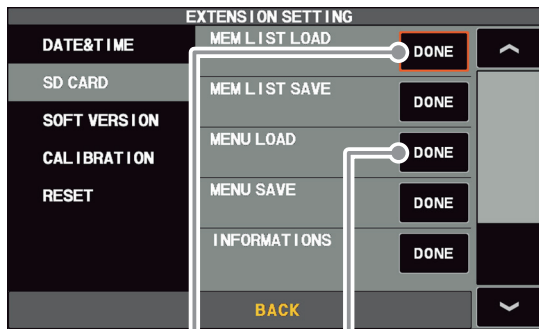 EXTENSION SETTING
DATE&TIME
SD CARD
SOFT VERSION
CALIBRATION
RESET
MEM LIST LOAD DONE
MEM LIST SAVE DONE
MENU LOAD DONE
MENU SAVE DONE
INFORMATIONS DONE
BACK